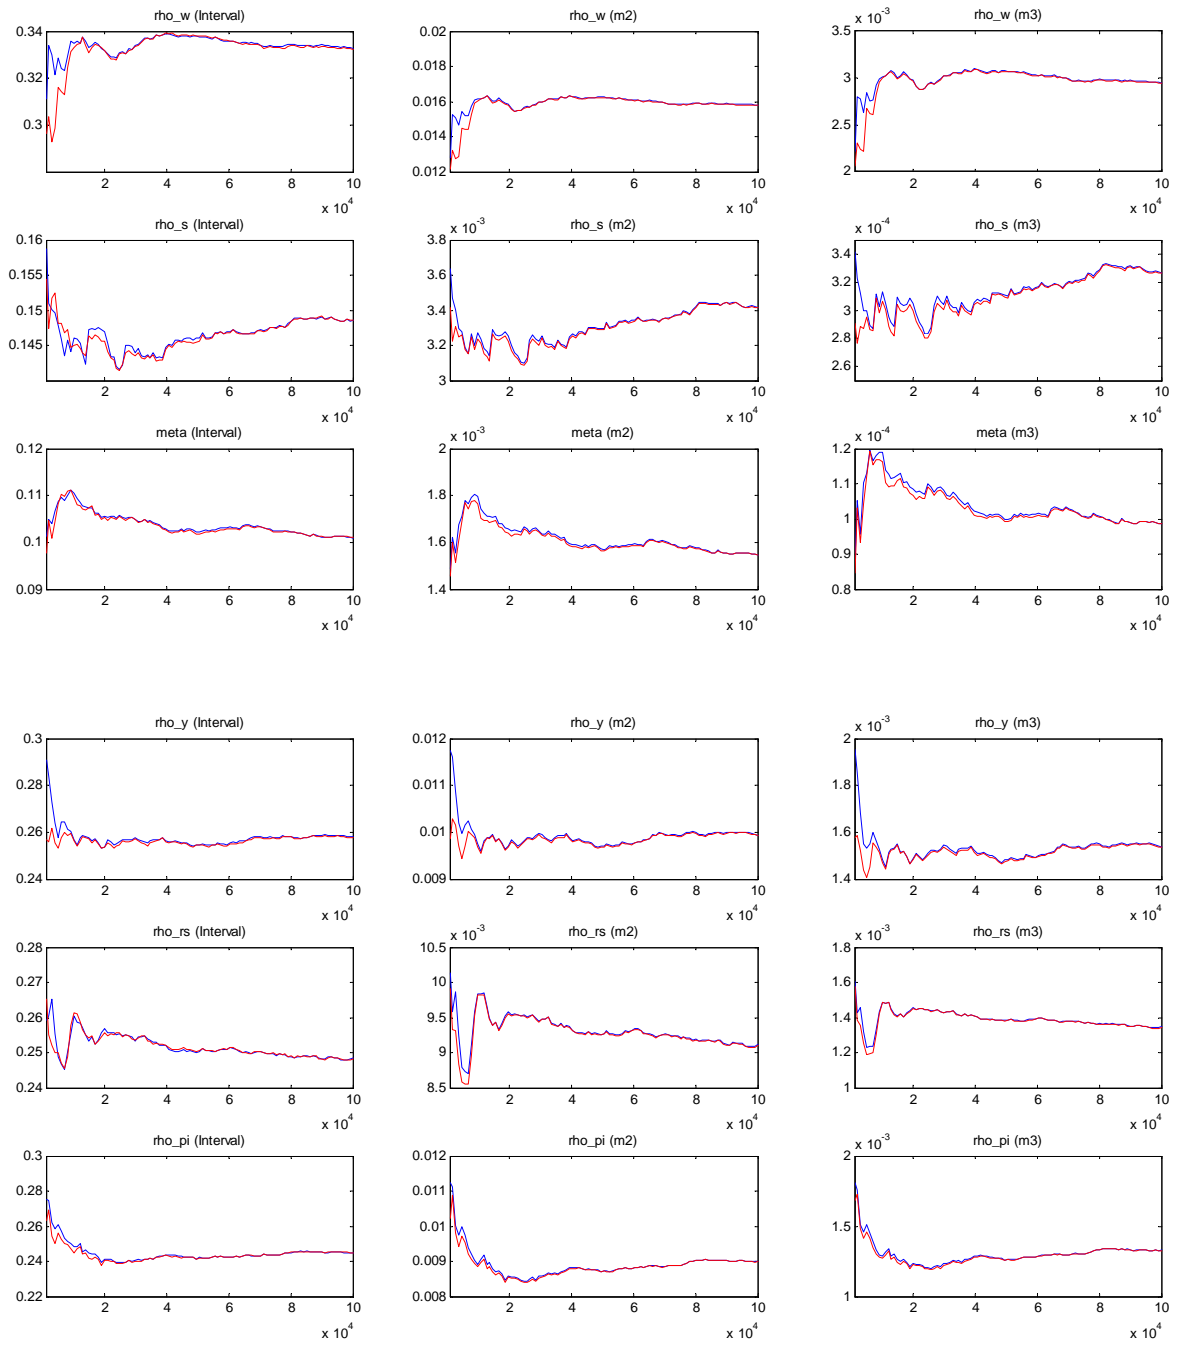 rho_w (Interval) rho_w (m2) rho_w (m3)
x 10-3
0.34 0.02 3.5
0.32 0.018 3
0.3 0.016 2.5
0.014
0.012 2
2 4 6 8 10 2 4 6 8 10 2 4 6 8 10
x 10^4 x 10^4 x 10^4
rho_s (Interval) x 10-3 rho_s (m2) x 10-4 rho_s (m3)
0.16 3.8 3.4
0.155 3.6 3.2
0.15 3.4 3
0.145 3.2 2.8
3 2.6
2 4 6 8 10 2 4 6 8 10 2 4 6 8 10
x 10^4 x 10^4 x 10^4
meta (Interval) x 10-3 meta (m2) x 10-4 meta (m3)
0.12 2 1.2
0.11 1.8 1.1
0.1 1.6 1
0.9
0.09 1.4 0.8
2 4 6 8 10 2 4 6 8 10 2 4 6 8 10
x 10^4 x 10^4 x 10^4
rho_y (Interval) rho_y (m2) x 10-3 rho_y (m3)
0.3 0.012 2
0.28 0.011 1.8
0.26 0.01 1.6
0.24 0.009 1.4
2 4 6 8 10 2 4 6 8 10 2 4 6 8 10
x 10^4 x 10^4 x 10^4
rho_rs (Interval) x 10-3 rho_rs (m2) x 10-3 rho_rs (m3)
0.28 10.5 1.8
0.27 10 1.6
0.26 9.5 1.4
0.25 9 1.2
0.24 8.5 1
2 4 6 8 10 2 4 6 8 10 2 4 6 8 10
x 10^4 x 10^4 x 10^4
rho_pi (Interval) rho_pi (m2) x 10-3 rho_pi (m3)
0.3 0.012 2
0.28 0.011
0.26 0.01 1.5
0.24 0.009
0.22 0.008 1
2 4 6 8 10 2 4 6 8 10 2 4 6 8 10
x 10^4 x 10^4 x 10^4